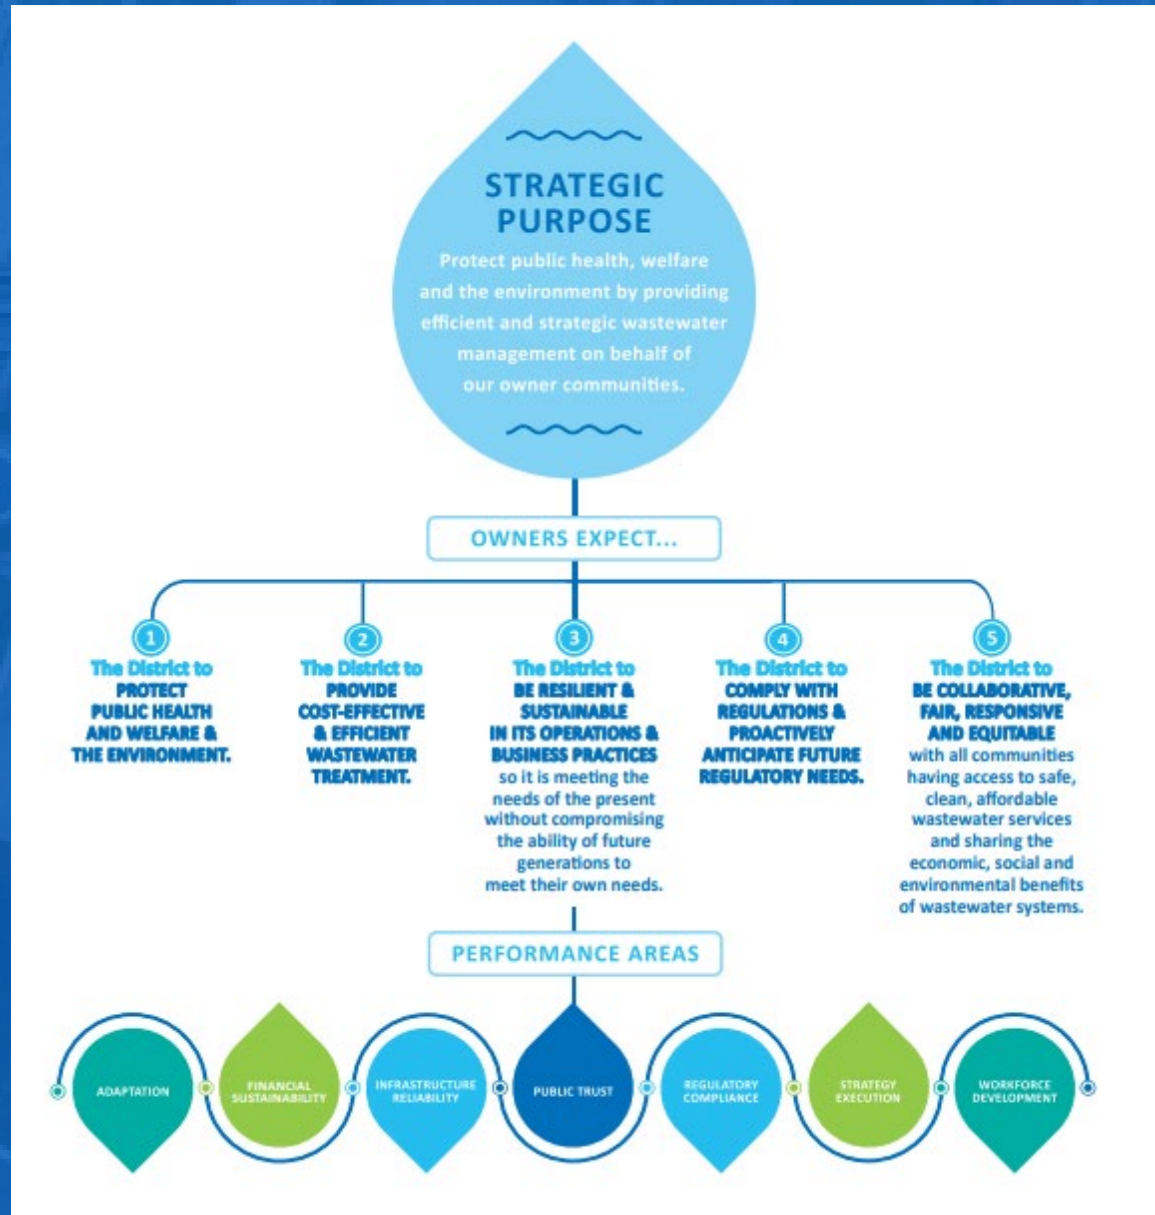 STRATEGIC
PURPOSE
Protect public health, welfare
and the environment by providing
efficient and strategic wastewater
management on behalf of
our owner communities.
OWNERS EXPECT...
1
The District to
PROTECT
PUBLIC HEALTH
AND WELFARE &
THE ENVIRONMENT.
2
The District to
PROVIDE
COST-EFFECTIVE
& EFFICIENT
WASTEWATER
TREATMENT.
3
The District to
BE RESILIENT &
SUSTAINABLE
IN ITS OPERATIONS &
BUSINESS PRACTICES
so it is meeting the
needs of the present
without compromising
the ability of future
generations to
meet their own needs.
4
The District to
COMPLY WITH
REGULATIONS &
PROACTIVELY
ANTICIPATE FUTURE
REGULATORY NEEDS.
5
The District to
BE COLLABORATIVE,
FAIR, RESPONSIVE
AND EQUITABLE
with all communities
having access to safe,
clean, affordable
wastewater services
and sharing the
economic, social and
environmental benefits
of wastewater systems.
PERFORMANCE AREAS
ADAPTATION
FINANCIAL
SUSTAINABILITY
INFRASTRUCTURE
RELIABILITY
PUBLIC TRUST
REGULATORY
COMPLIANCE
STRATEGY
EXECUTION
WORKFORCE
DEVELOPMENT